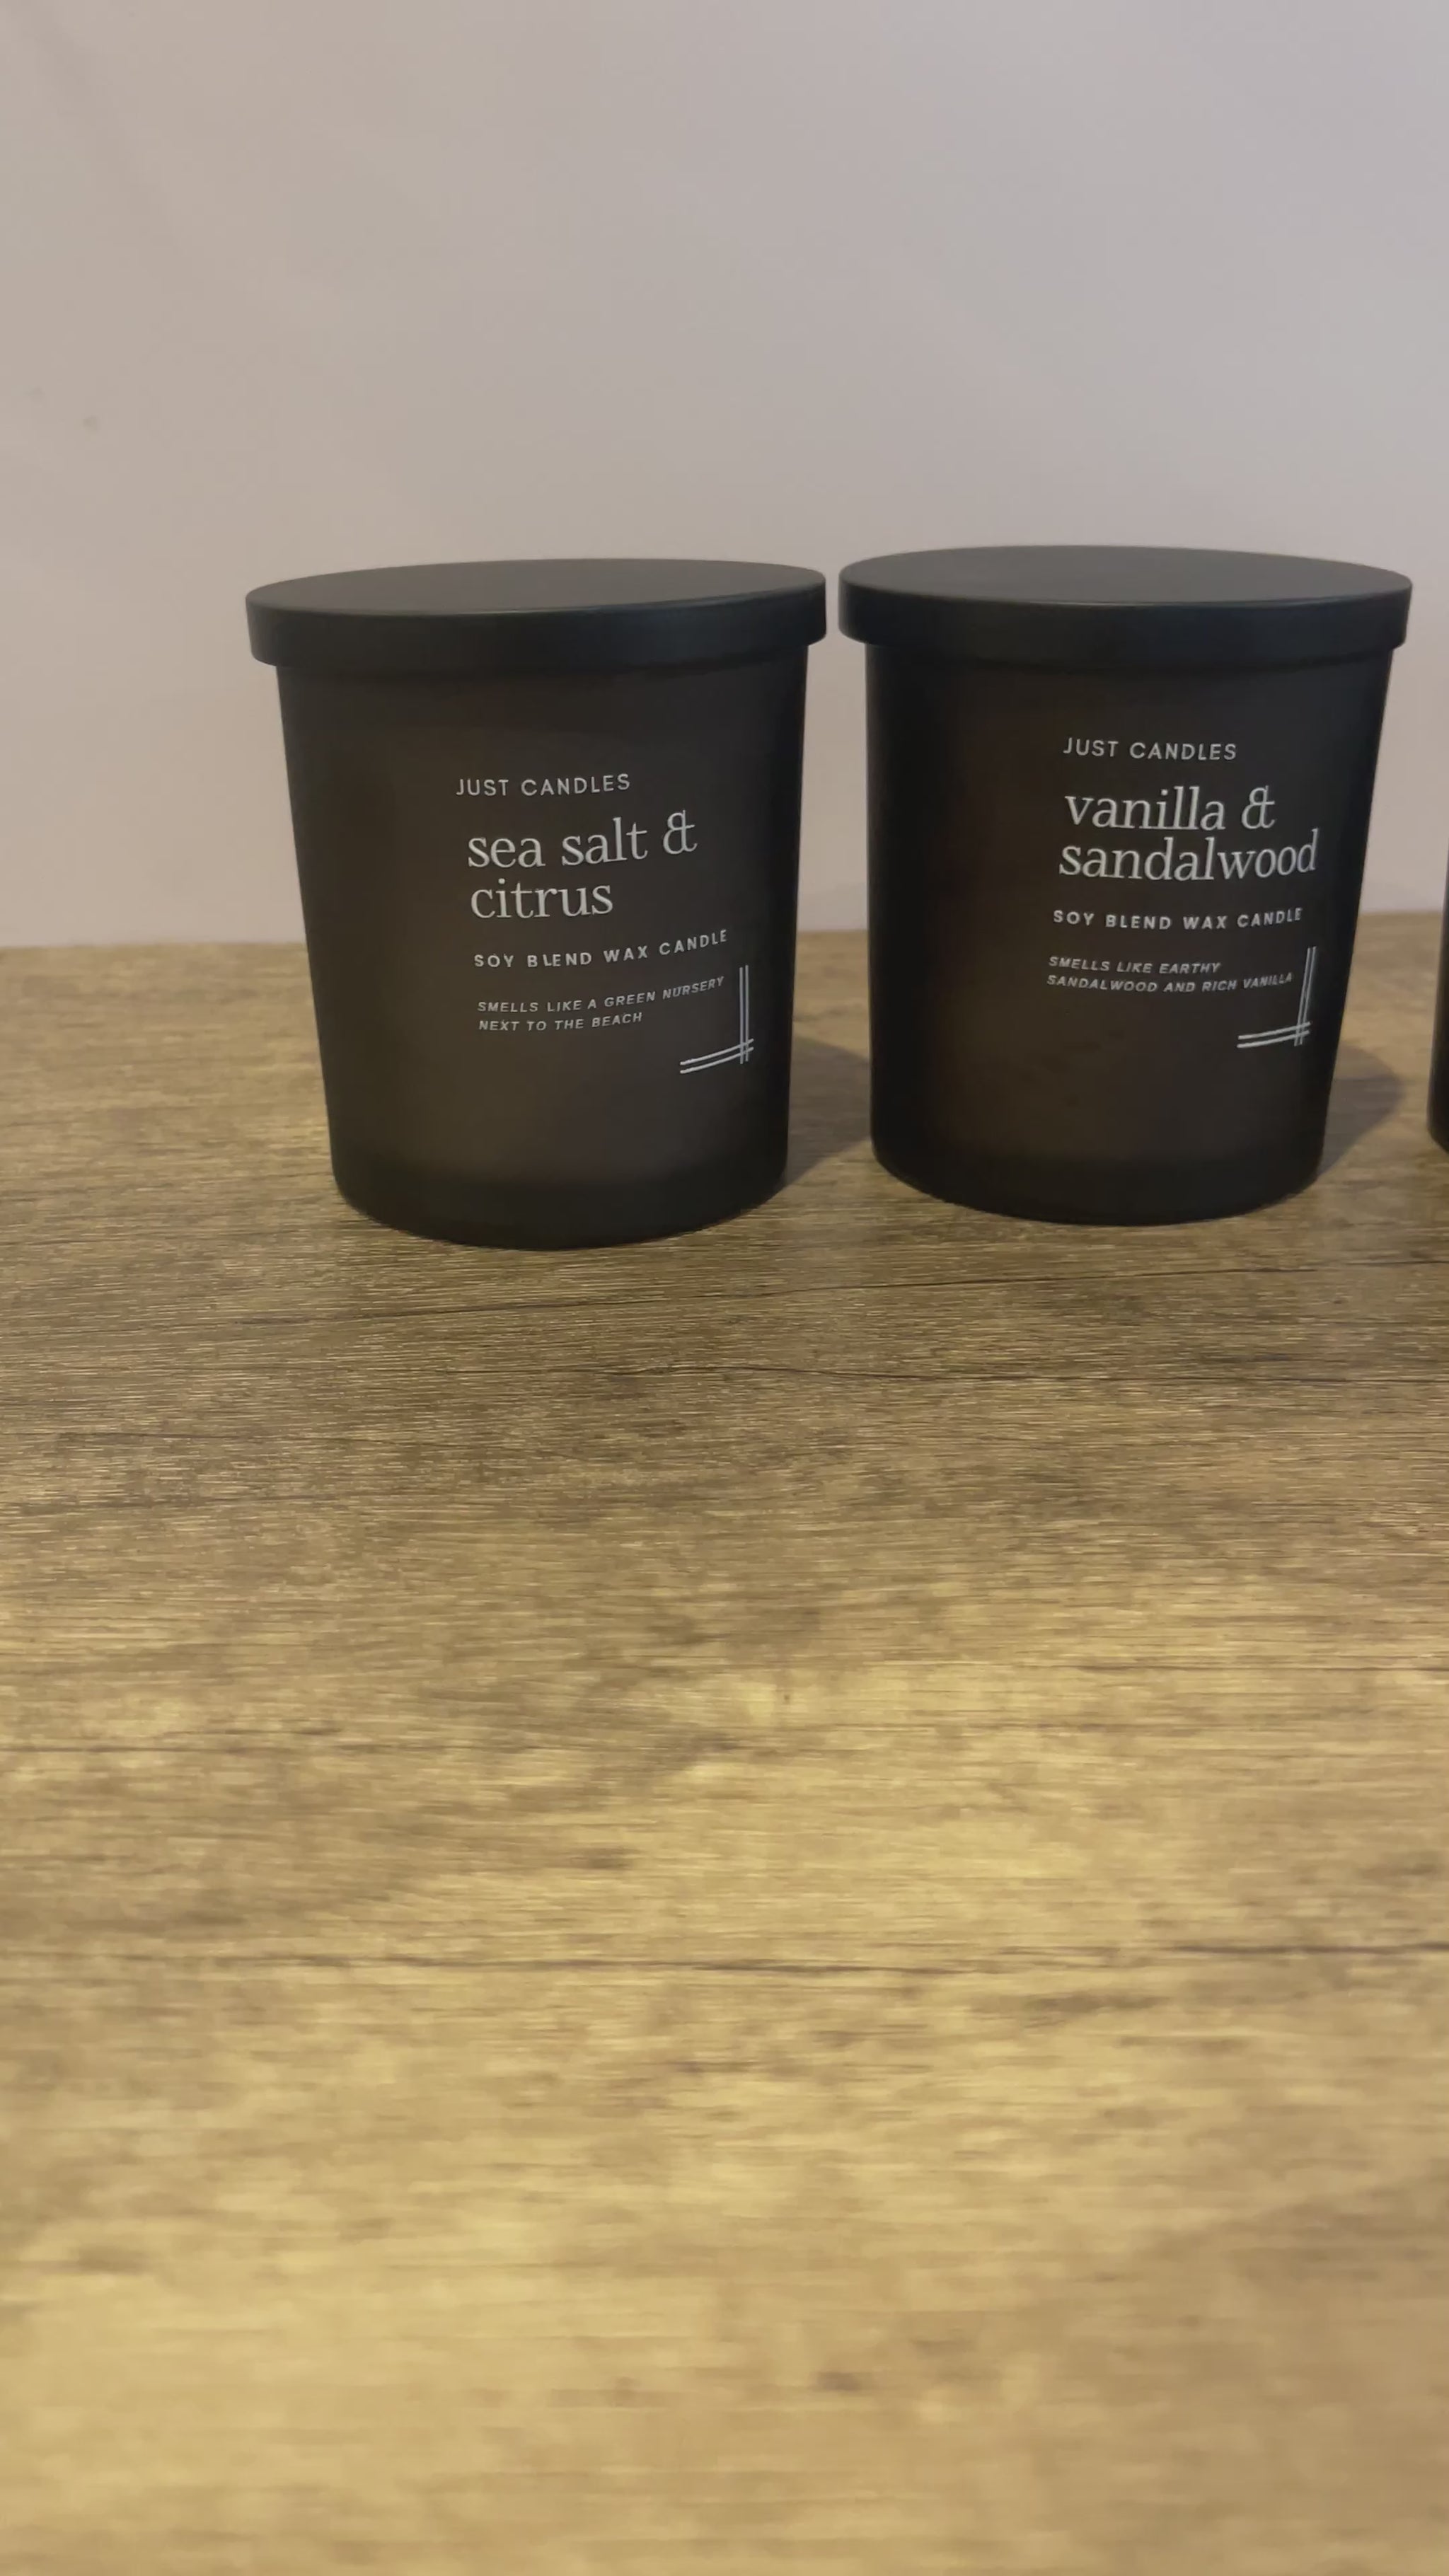 JUST CANDLES
sea salt &
citrus
SOY BLEND WAX CANDLE
SMELLS LIKE A GREEN NURSERY
NEXT TO THE BEACH
JUST CANDLES
vanilla &
sandalwood
SOY BLEND WAX CANDLE
SMELLS LIKE EARTHY
SANDALWOOD AND RICH VANILLA